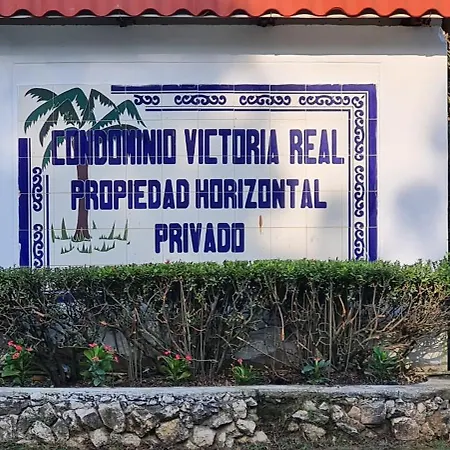 CONDOMINIO VICTORIA REAL
PROPIEDAD HORIZONTAL
PRIVADO